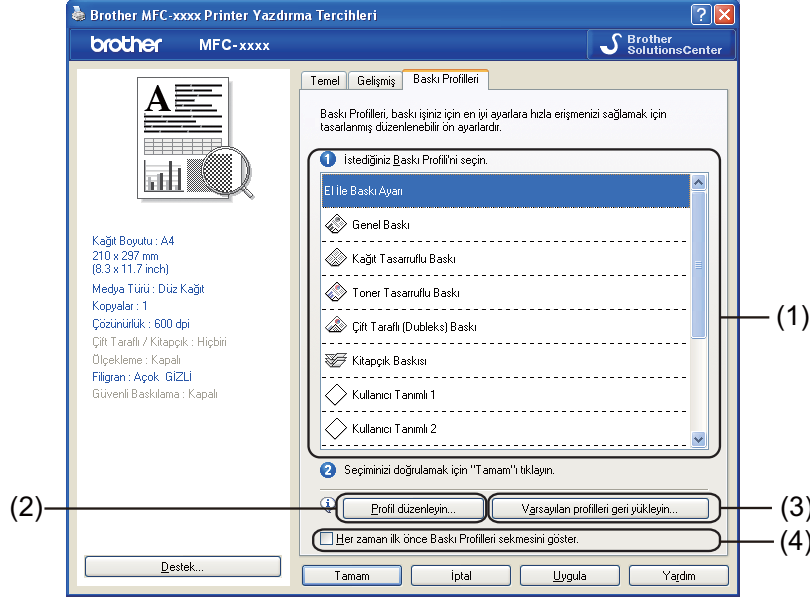 Brother MFC-xxxx Printer Yazdırma Tercihleri
brother MFC-xxxx
Brother
SolutionsCenter
Temel Gelişmiş Baskı Profilleri
Baskı Profilleri, baskı işiniz için en iyi ayarlara hızla erişmenizi sağlamak için
tasarlanmış düzenlenebilir ön ayarlardır.
1 İstediğiniz Baskı Profili'ni seçin.
El İle Baskı Ayarı
Genel Baskı
Kağıt Tasarruflu Baskı
Toner Tasarruflu Baskı
Çift Taraflı (Dubleks) Baskı
Kitapçık Baskısı
Kullanıcı Tanımlı 1
Kullanıcı Tanımlı 2
(1)
2 Seçiminizi doğrulamak için "Tamam"ı tıklayın.
(2)
Profil düzenleyin...
Varsayılan profilleri geri yükleyin...
(3)
Her zaman ilk önce Baskı Profilleri sekmesini göster.
(4)
A
Kağıt Boyutu : A4
210 x 297 mm
(8.3 x 11.7 inch)
Medya Türü : Düz Kağıt
Kopyalar : 1
Çözünürlük : 600 dpi
Çift Taraflı / Kitapçık : Hiçbiri
Ölçekleme : Kapalı
Filigran : Açok GİZLİ
Güvenli Baskılama : Kapalı
Destek...
Tamam İptal Uygula Yardım